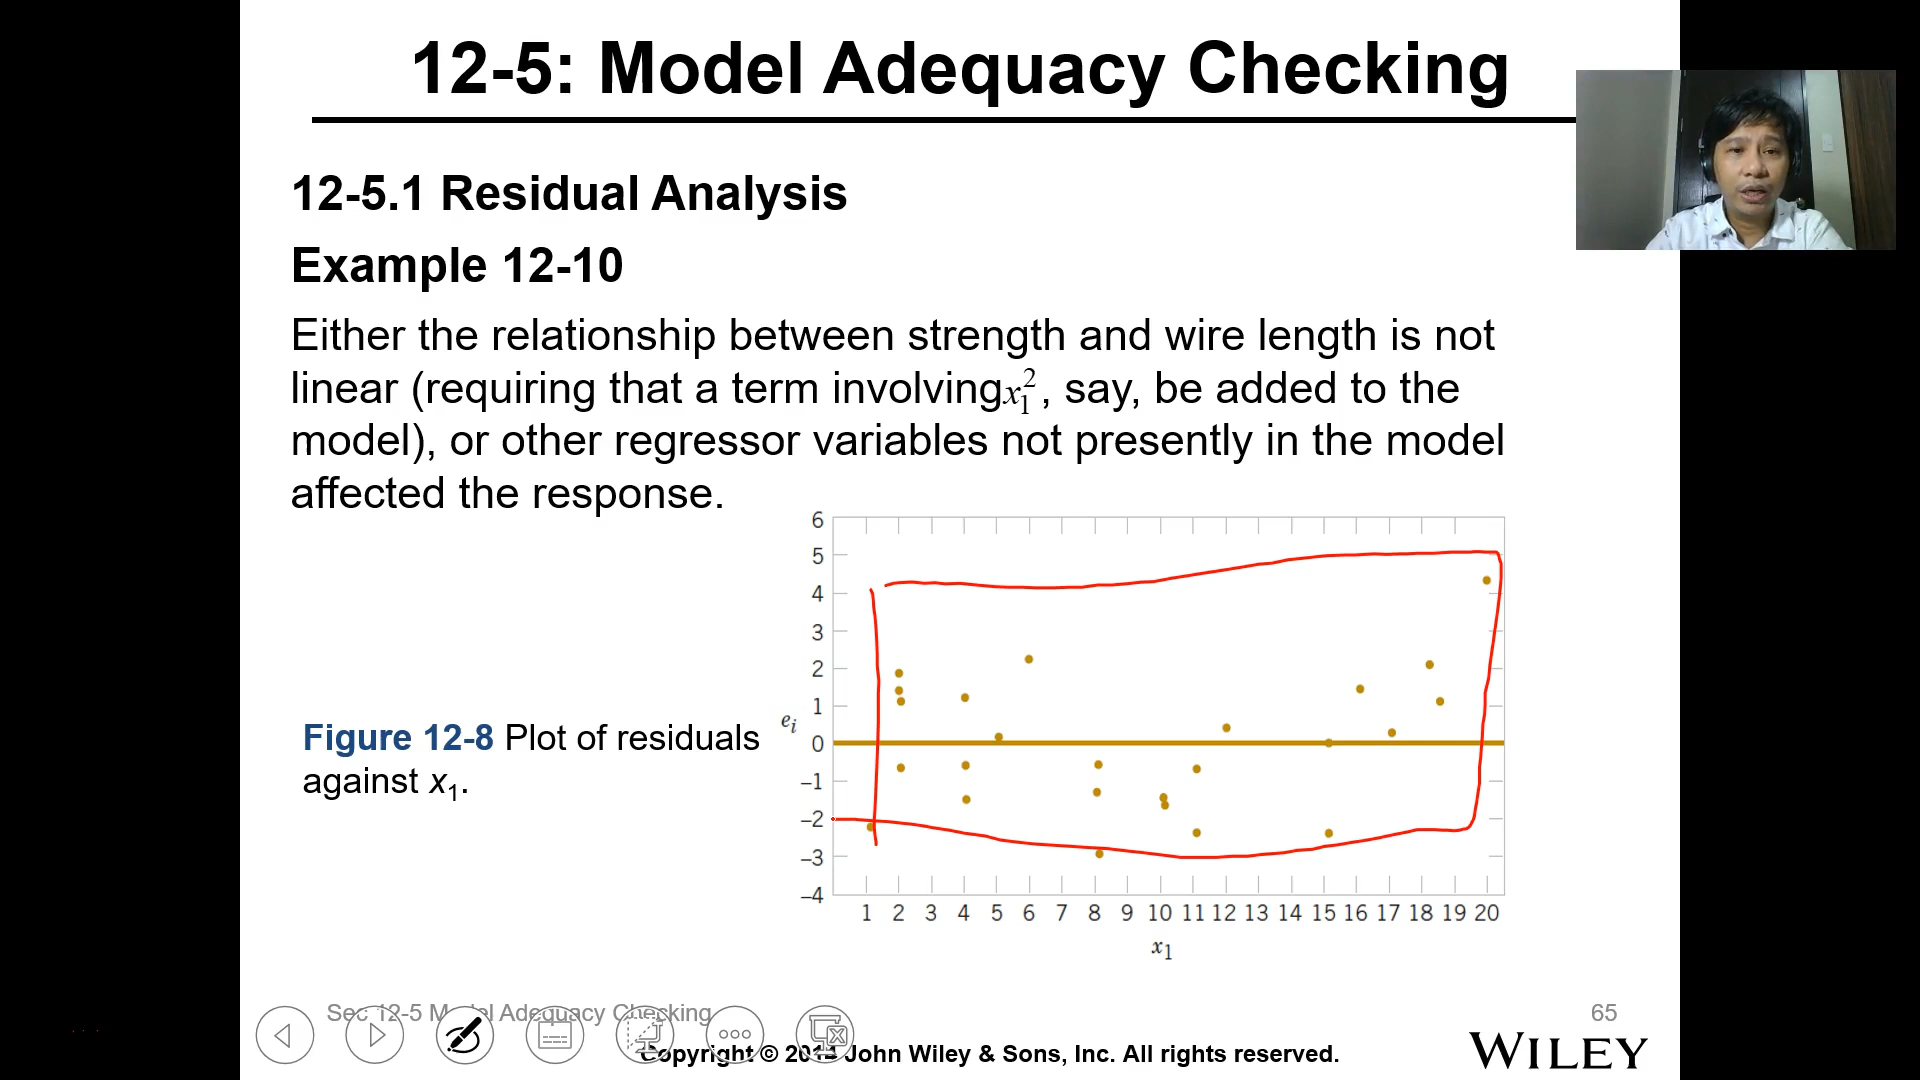 12-5: Model Adequacy Checking
12-5.1 Residual Analysis
Example 12-10
Either the relationship between strength and wire length is not
linear (requiring that a term involving x₁², say, be added to the
model), or other regressor variables not presently in the model
affected the response.
Figure 12-8 Plot of residuals
against x₁.
eᵢ
6
5
4
3
2
1
0
–1
–2
–3
–4
1 2 3 4 5 6 7 8 9 10 11 12 13 14 15 16 17 18 19 20
x₁
Sec 12-5 Model Adequacy Checking
65
Copyright © 2014 John Wiley & Sons, Inc. All rights reserved.
WILEY